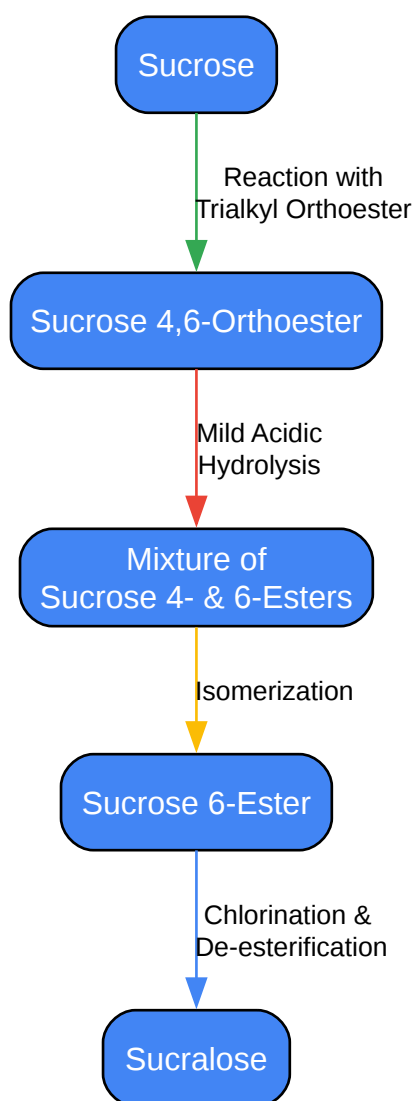 Sucrose
Reaction with
Trialkyl Orthoester
Sucrose 4,6-Orthoester
Mild Acidic
Hydrolysis
Mixture of
Sucrose 4- & 6-Esters
Isomerization
Sucrose 6-Ester
Chlorination &
De-esterification
Sucralose